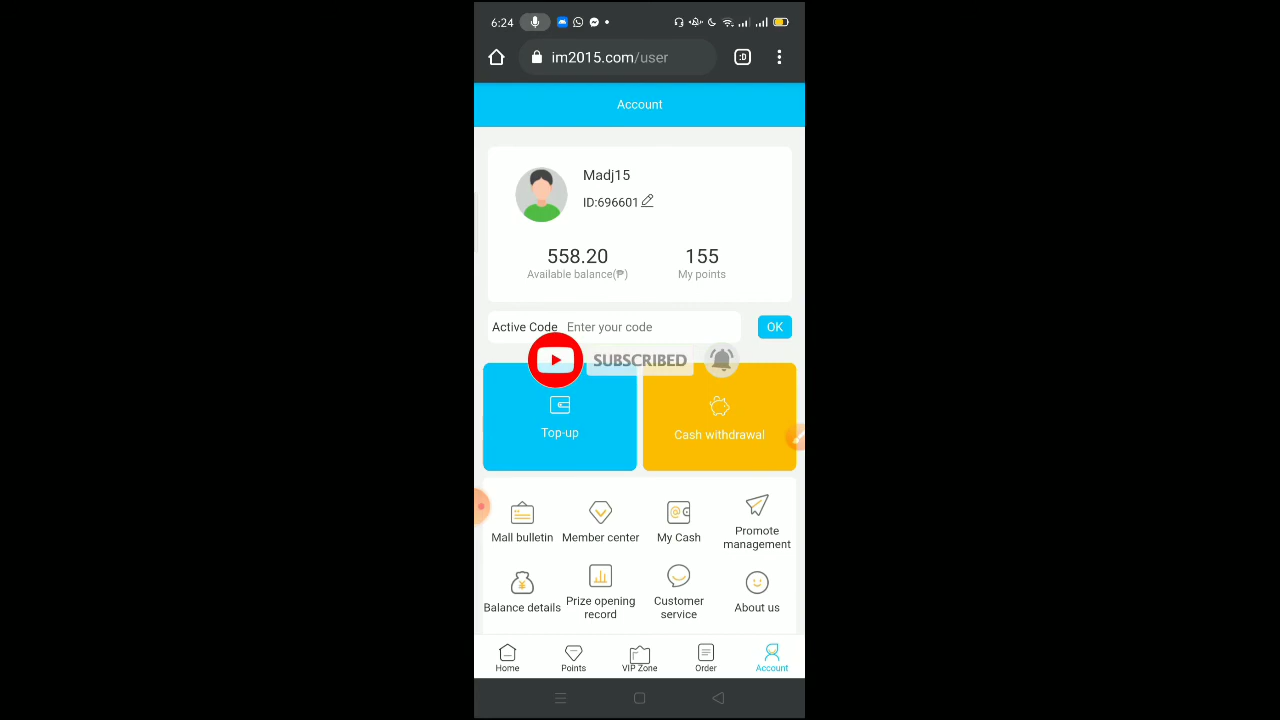 6:24
im2015.com/user
:D
Account
Madj15
ID:696601
558.20
155
Available balance(₱)
My points
Active Code Enter your code
OK
SUBSCRIBED
Top-up
Cash withdrawal
Mall bulletin
Member center
My Cash
Promote
management
Balance details
Prize opening
record
Customer
service
About us
Home
Points
VIP Zone
Order
Account